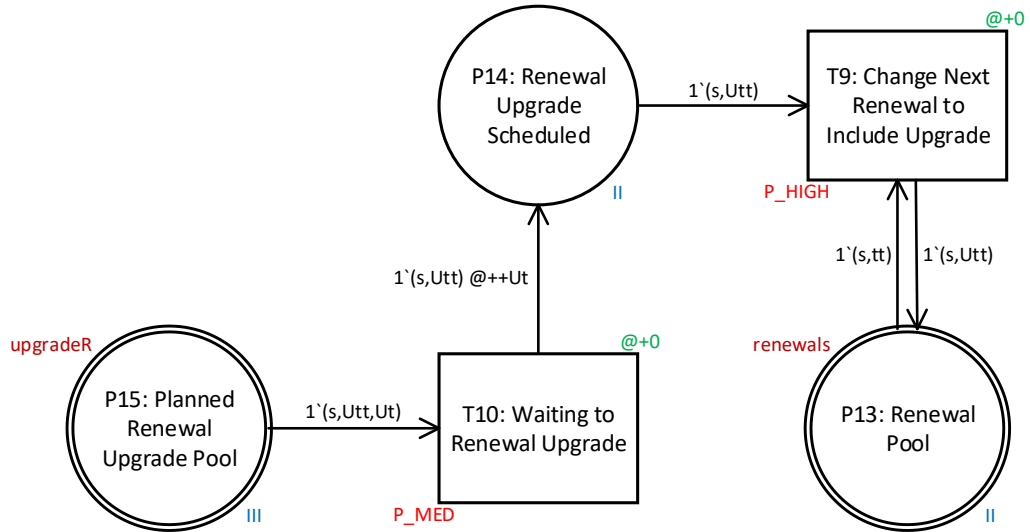 @+0
P14: Renewal
Upgrade
Scheduled
1`(s,Utt)
T9: Change Next
Renewal to
Include Upgrade
II
P_HIGH
1`(s,Utt) @++Ut
1`(s,tt)
1`(s,Utt)
upgradeR
@+0
renewals
P15: Planned
Renewal
Upgrade Pool
1`(s,Utt,Ut)
T10: Waiting to
Renewal Upgrade
P13: Renewal
Pool
III
P_MED
II